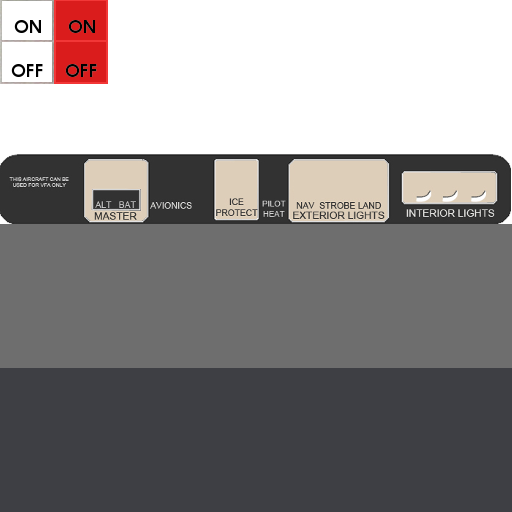 ON ON
OFF OFF
THIS AIRCRAFT CAN BE
USED FOR VFA ONLY
ALT BAT
MASTER
AVIONICS
ICE
PROTECT
PILOT
HEAT
NAV STROBE LAND
EXTERIOR LIGHTS
INTERIOR LIGHTS